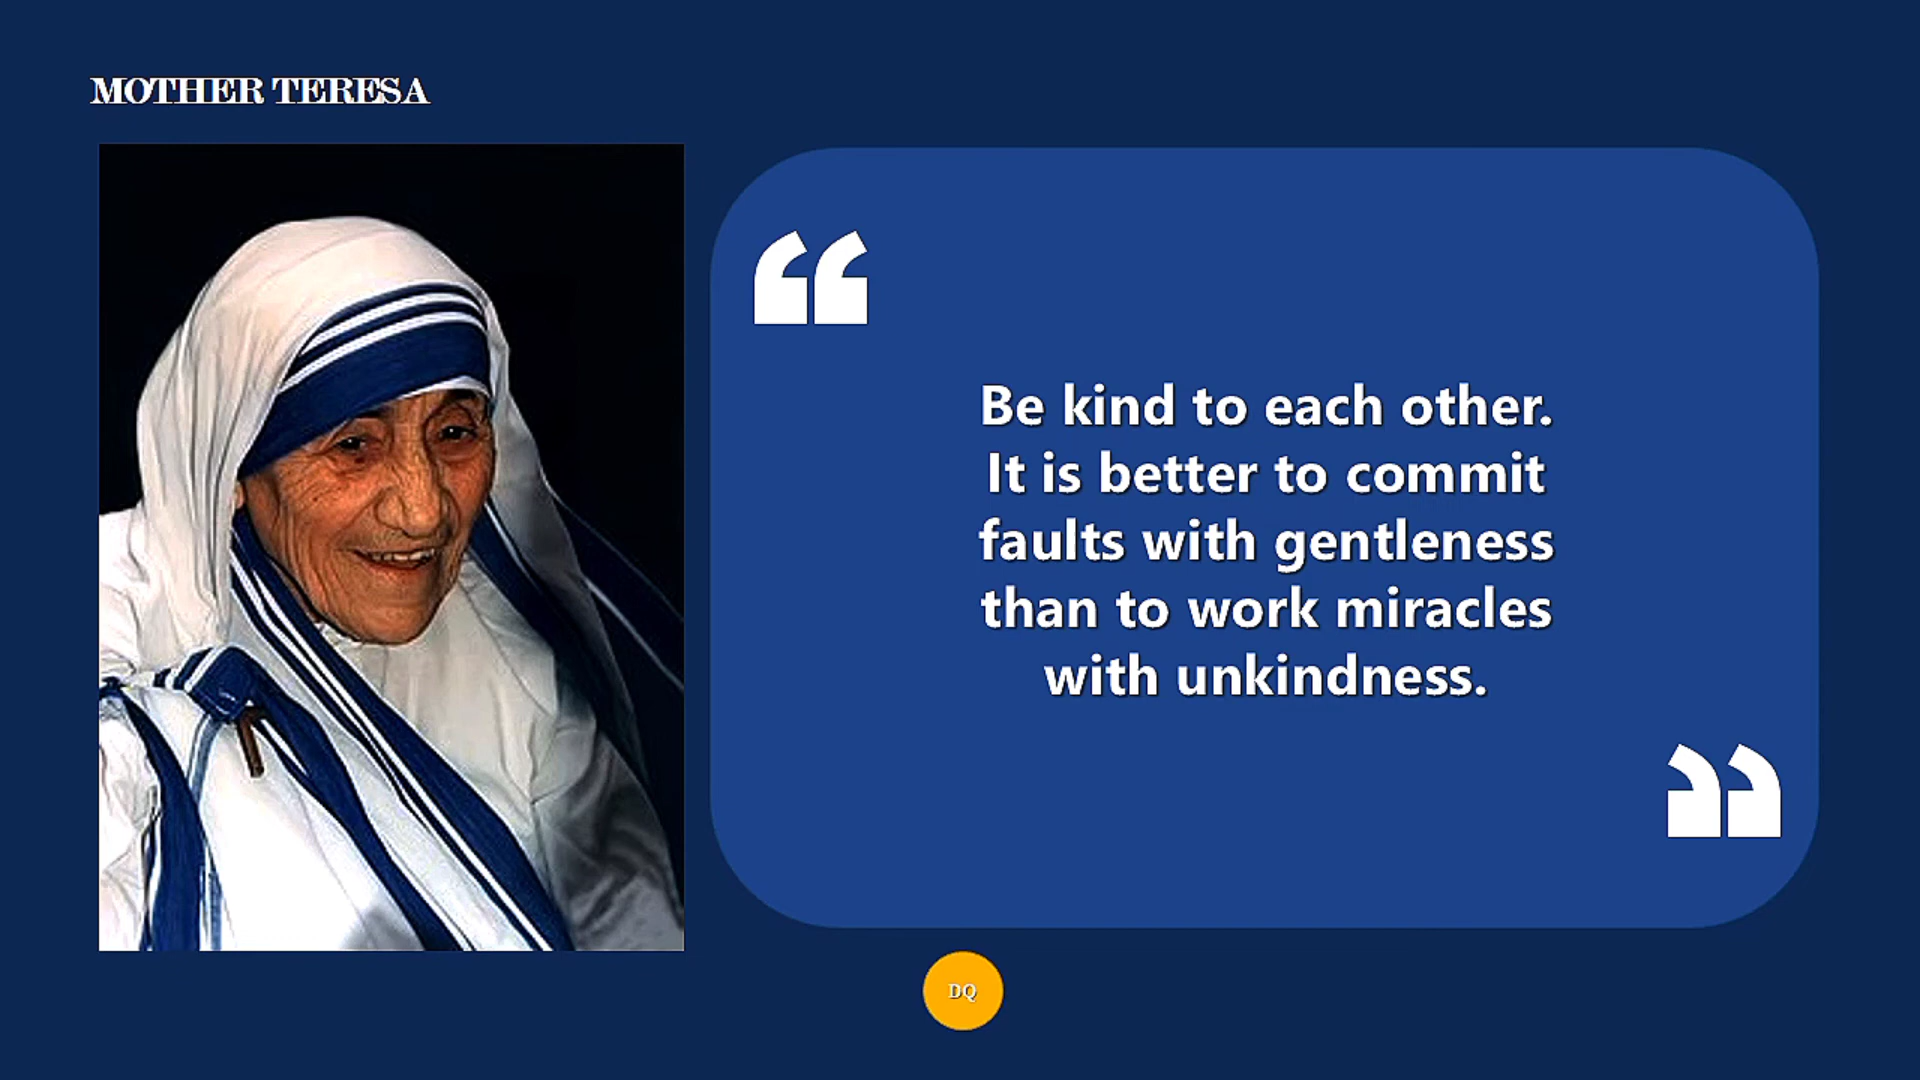 MOTHER TERESA
“
Be kind to each other.
It is better to commit
faults with gentleness
than to work miracles
with unkindness.
”
DQ